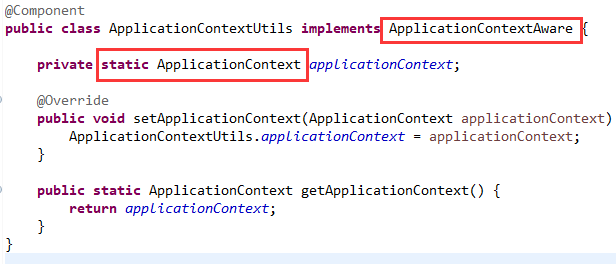 @Component
public class ApplicationContextUtils implements ApplicationContextAware {
private static ApplicationContext applicationContext;
@Override
public void setApplicationContext(ApplicationContext applicationContext)
ApplicationContextUtils.applicationContext = applicationContext;
}
public static ApplicationContext getApplicationContext() {
return applicationContext;
}
}